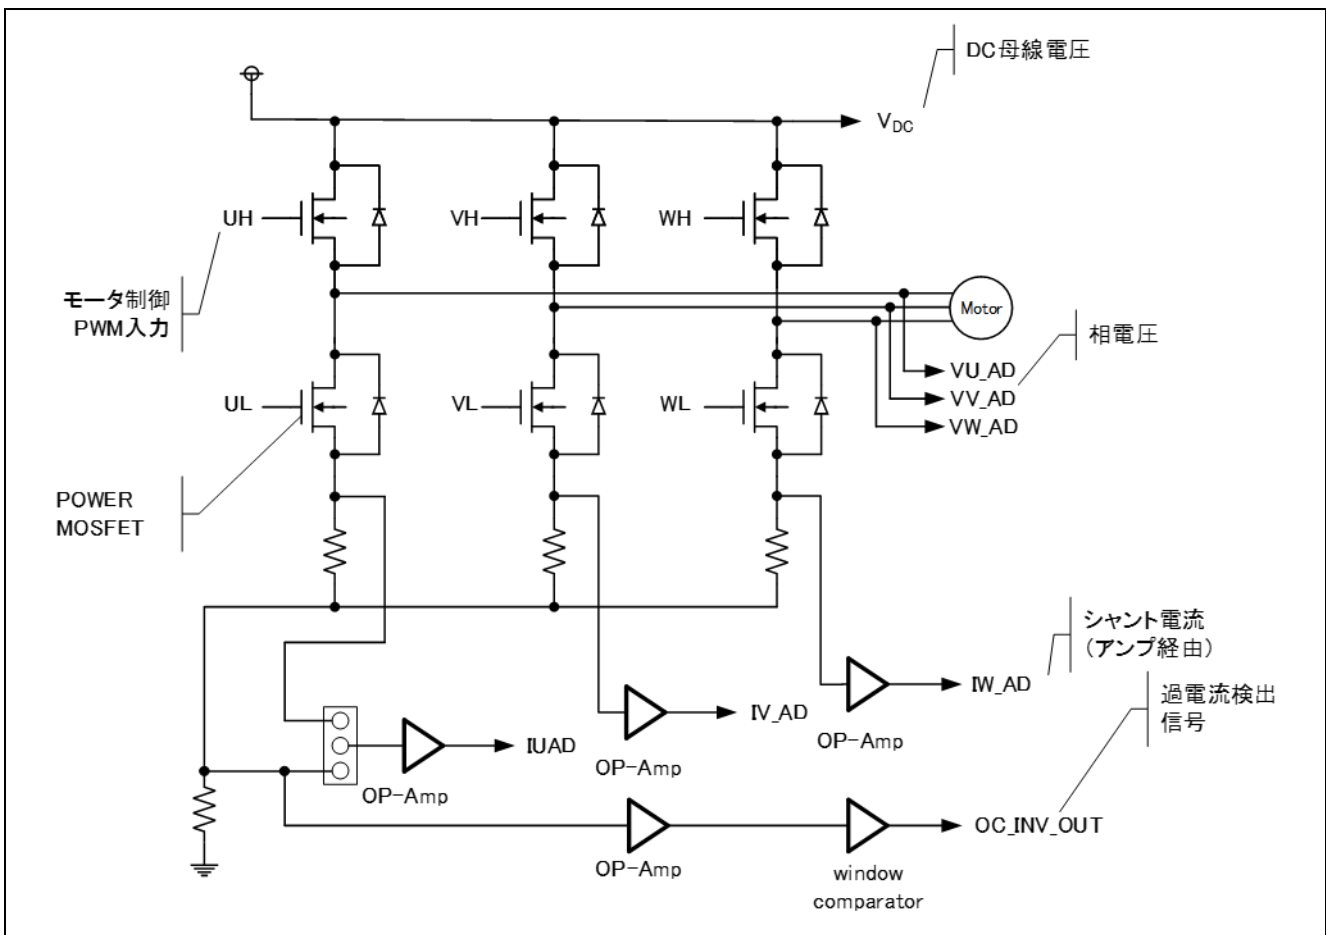 DC母線電圧
VDC
UH
VH
WH
モータ制御
PWM入力
Motor
相電圧
VU_AD
VV_AD
VW_AD
UL
VL
WL
POWER
MOSFET
シャント電流
(アンプ経由)
IW_AD
OP-Amp
過電流検出
信号
IV_AD
OP-Amp
IUAD
OP-Amp
OC_INV_OUT
OP-Amp
window
comparator